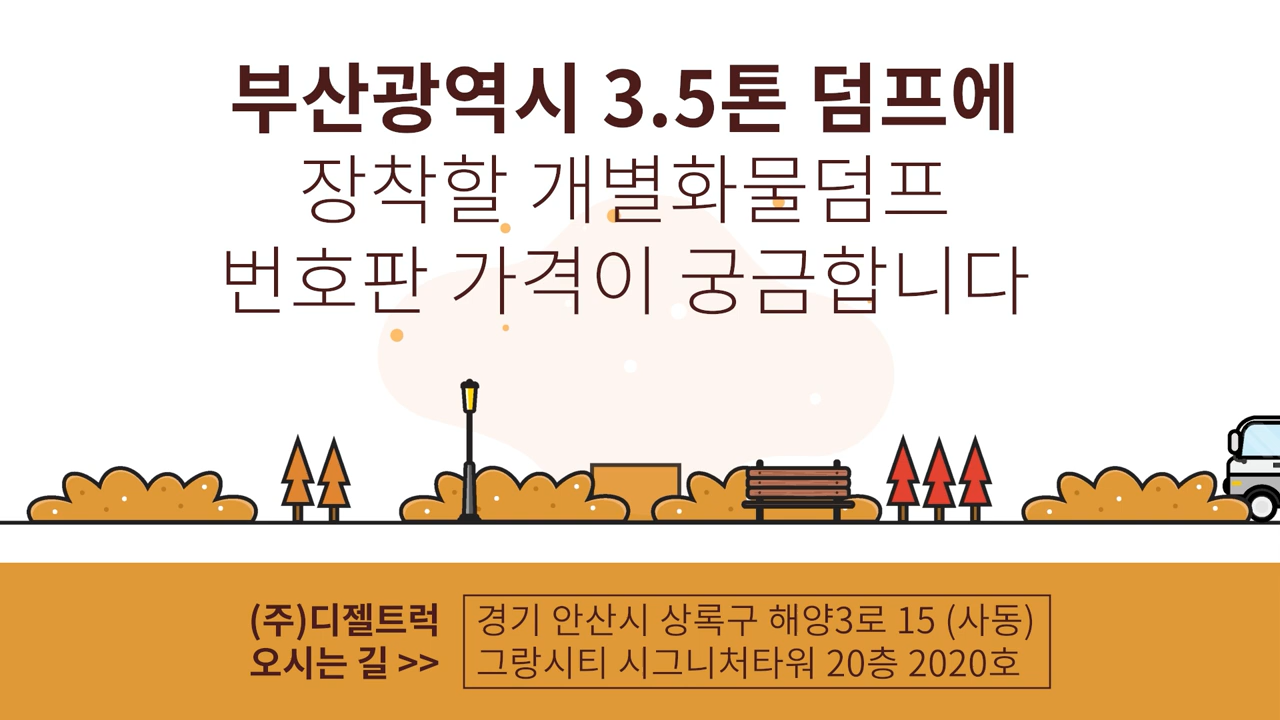 부산광역시 3.5톤 덤프에
장착할 개별화물덤프
번호판 가격이 궁금합니다
(주)디젤트럭
오시는 길 >>
경기 안산시 상록구 해양3로 15 (사동)
그랑시티 시그니처타워 20층 2020호